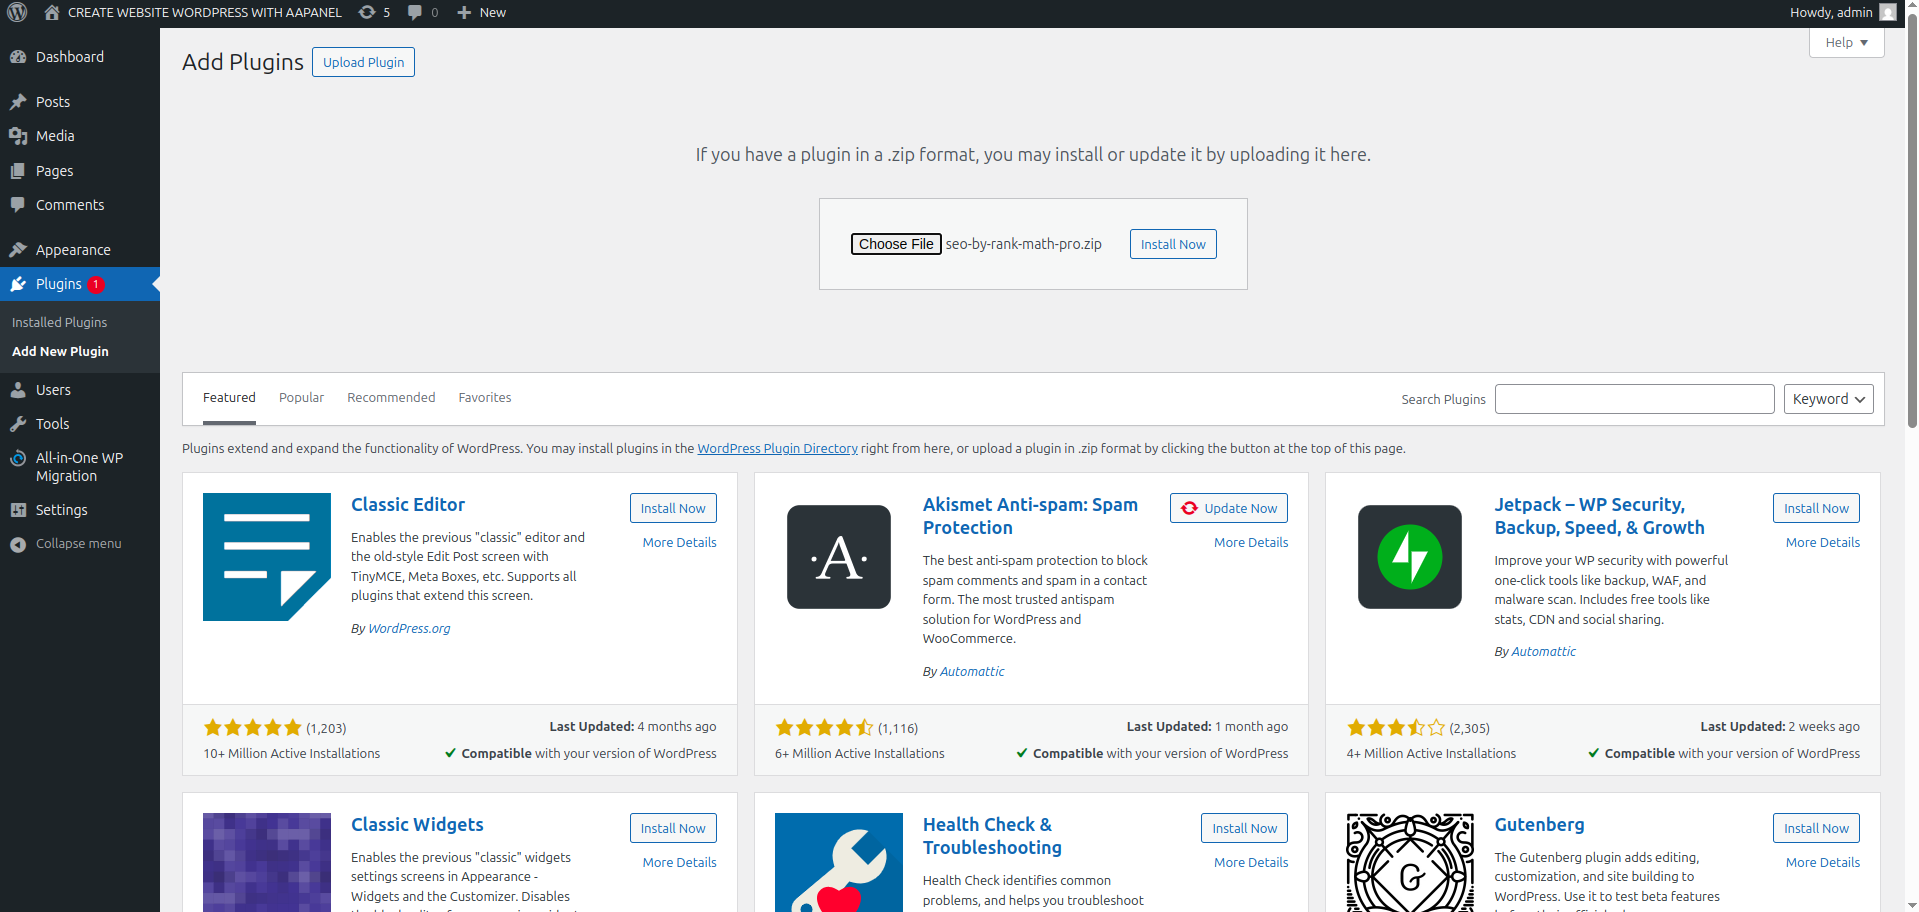 CREATE WEBSITE WORDPRESS WITH AAPANEL 5 0 New Howdy, admin
Help
Dashboard
Posts
Media
Pages
Comments
Appearance
Plugins 1
Installed Plugins
Add New Plugin
Users
Tools
All-in-One WP
Migration
Settings
Collapse menu
Add Plugins Upload Plugin
If you have a plugin in a .zip format, you may install or update it by uploading it here.
Choose File seo-by-rank-math-pro.zip Install Now
Featured Popular Recommended Favorites Search Plugins Keyword
Plugins extend and expand the functionality of WordPress. You may install plugins in the WordPress Plugin Directory right from here, or upload a plugin in .zip format by clicking the button at the top of this page.
Classic Editor
Install Now
More Details
Enables the previous "classic" editor and
the old-style Edit Post screen with
TinyMCE, Meta Boxes, etc. Supports all
plugins that extend this screen.
By WordPress.org
(1,203)
Last Updated: 4 months ago
10+ Million Active Installations
Compatible with your version of WordPress
·A·
Akismet Anti-spam: Spam
Protection
Update Now
More Details
The best anti-spam protection to block
spam comments and spam in a contact
form. The most trusted antispam
solution for WordPress and
WooCommerce.
By Automattic
(1,116)
Last Updated: 1 month ago
6+ Million Active Installations
Compatible with your version of WordPress
Jetpack – WP Security,
Backup, Speed, & Growth
Install Now
More Details
Improve your WP security with powerful
one-click tools like backup, WAF, and
malware scan. Includes free tools like
stats, CDN and social sharing.
By Automattic
(2,305)
Last Updated: 2 weeks ago
4+ Million Active Installations
Compatible with your version of WordPress
Classic Widgets
Install Now
More Details
Enables the previous "classic" widgets
settings screens in Appearance -
Widgets and the Customizer. Disables
Health Check &
Troubleshooting
Install Now
More Details
Health Check identifies common
problems, and helps you troubleshoot
G
Gutenberg
Install Now
More Details
The Gutenberg plugin adds editing,
customization, and site building to
WordPress. Use it to test beta features